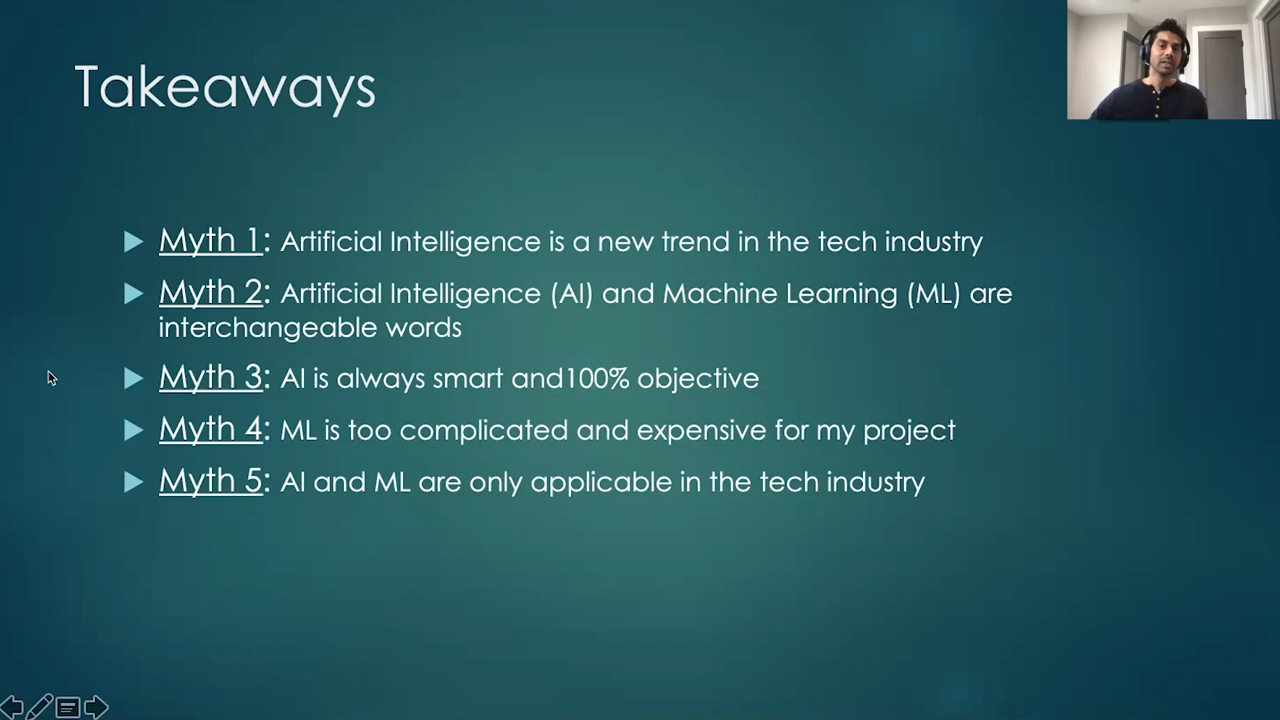 Takeaways
Myth 1: Artificial Intelligence is a new trend in the tech industry
Myth 2: Artificial Intelligence (AI) and Machine Learning (ML) are
interchangeable words
Myth 3: AI is always smart and100% objective
Myth 4: ML is too complicated and expensive for my project
Myth 5: AI and ML are only applicable in the tech industry